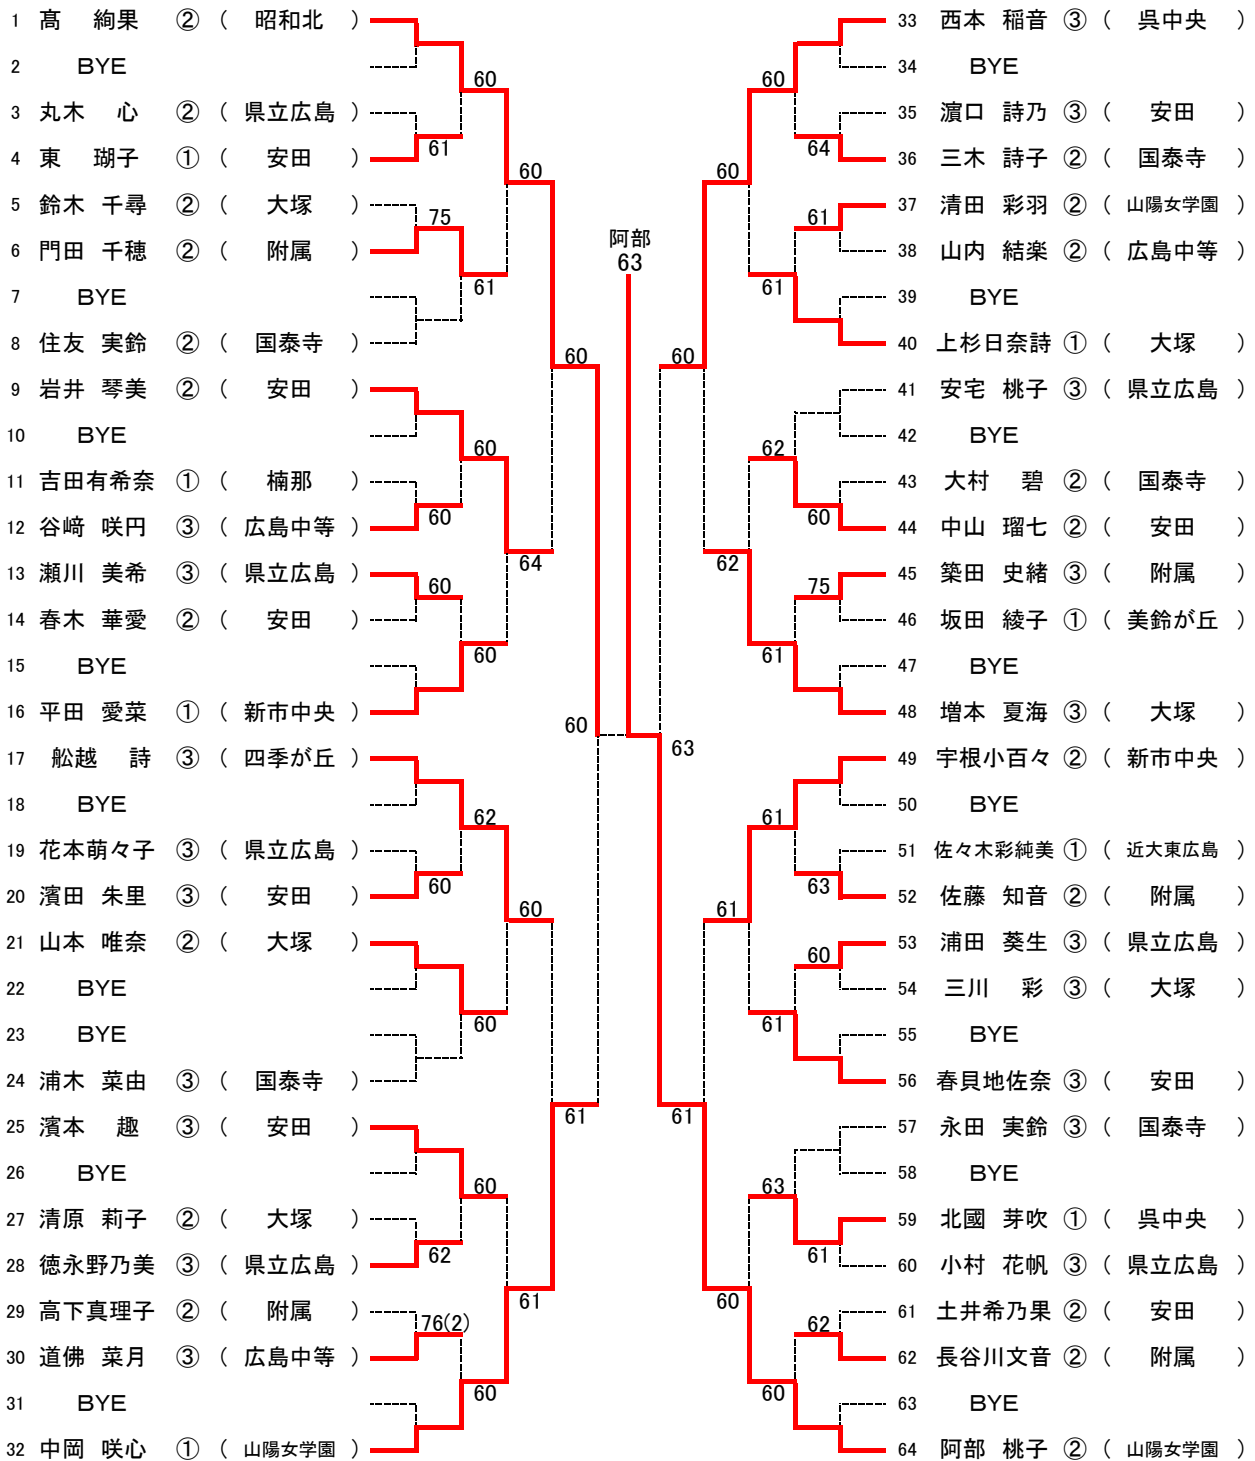 1 髙 絢果 ② ( 昭和北 )
2 BYE
3 丸木 心 ② ( 県立広島 )
4 東 瑚子 ① ( 安田 )
5 鈴木 千尋 ② ( 大塚 )
6 門田 千穂 ② ( 附属 )
7 BYE
8 住友 実鈴 ② ( 国泰寺 )
9 岩井 琴美 ② ( 安田 )
10 BYE
11 吉田有希奈 ① ( 楠那 )
12 谷﨑 咲円 ③ ( 広島中等 )
13 瀬川 美希 ③ ( 県立広島 )
14 春木 華愛 ② ( 安田 )
15 BYE
16 平田 愛菜 ① ( 新市中央 )
17 舩越 詩 ③ ( 四季が丘 )
18 BYE
19 花本萌々子 ③ ( 県立広島 )
20 濱田 朱里 ③ ( 安田 )
21 山本 唯奈 ② ( 大塚 )
22 BYE
23 BYE
24 浦木 菜由 ③ ( 国泰寺 )
25 濱本 趣 ③ ( 安田 )
26 BYE
27 清原 莉子 ② ( 大塚 )
28 徳永野乃美 ③ ( 県立広島 )
29 高下真理子 ② ( 附属 )
30 道佛 菜月 ③ ( 広島中等 )
31 BYE
32 中岡 咲心 ① ( 山陽女学園 )
60
61
75
61
60
60
60
60
64
60
62
60
60
60
60
62
76(2)
60
61
60
61
60
阿部
63
63
60
61
60
62
61
60
60
64
61
61
62
60
75
61
61
63
60
61
63
61
62
60
33 西本 稲音 ③ ( 呉中央 )
34 BYE
35 濵口 詩乃 ③ ( 安田 )
36 三木 詩子 ② ( 国泰寺 )
37 清田 彩羽 ② ( 山陽女学園 )
38 山内 結楽 ② ( 広島中等 )
39 BYE
40 上杉日奈詩 ① ( 大塚 )
41 安宅 桃子 ③ ( 県立広島 )
42 BYE
43 大村 碧 ② ( 国泰寺 )
44 中山 瑠七 ② ( 安田 )
45 築田 史緒 ③ ( 附属 )
46 坂田 綾子 ① ( 美鈴が丘 )
47 BYE
48 増本 夏海 ③ ( 大塚 )
49 宇根小百々 ② ( 新市中央 )
50 BYE
51 佐々木彩純美 ① ( 近大東広島 )
52 佐藤 知音 ② ( 附属 )
53 浦田 葵生 ③ ( 県立広島 )
54 三川 彩 ③ ( 大塚 )
55 BYE
56 春貝地佐奈 ③ ( 安田 )
57 永田 実鈴 ③ ( 国泰寺 )
58 BYE
59 北國 芽吹 ① ( 呉中央 )
60 小村 花帆 ③ ( 県立広島 )
61 土井希乃果 ② ( 安田 )
62 長谷川文音 ② ( 附属 )
63 BYE
64 阿部 桃子 ② ( 山陽女学園 )